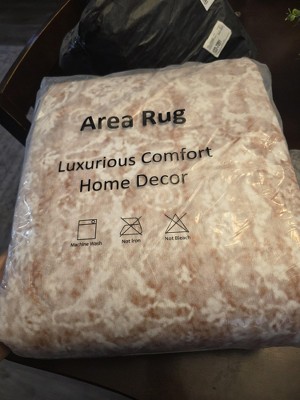 Area Rug
Luxurious Comfort
Home Decor
Machine Wash
Not Iron
Not Bleach